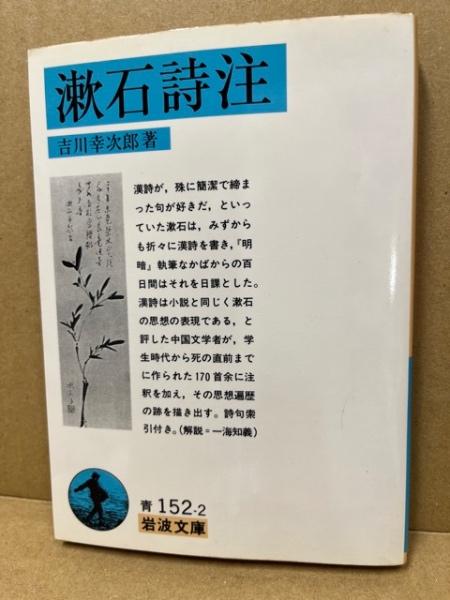 漱石詩注
吉川幸次郎著
漢詩が，殊に簡潔で締ま
った句が好きだ，といっ
ていた漱石は，みずから
も折々に漢詩を書き，『明
暗』執筆なかばからの百
日間はそれを日課とした。
漢詩は小説と同じく漱石
の思想の表現である，と
評した中国文学者が，学
生時代から死の直前まで
に作られた170首余に注
釈を加え，その思想遍歴
の跡を描き出す。詩句索
引付き。(解説＝一海知義)
青 152-2
岩波文庫